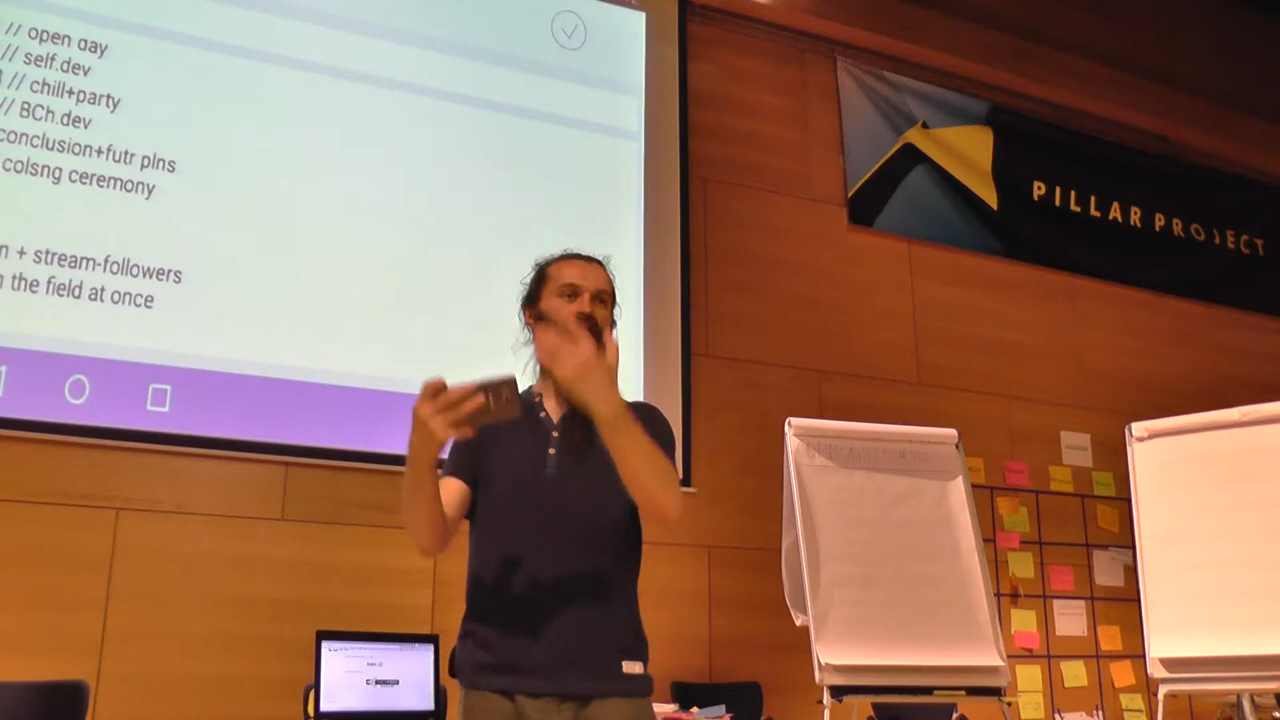 // open day
// self.dev
// chill+party
// BCh.dev
conclusion+futr plns
colsng ceremony
n + stream-followers
the field at once
PILLAR PROJECT